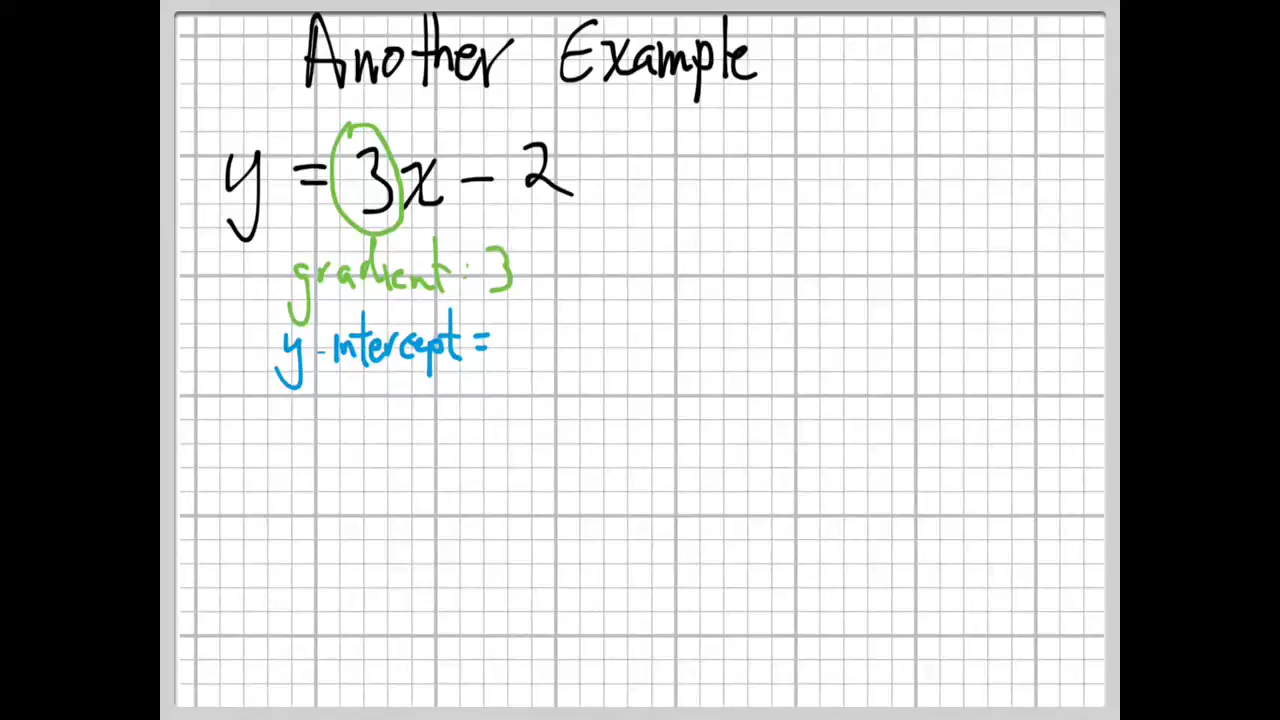 Another Example
y = 3x - 2
gradient : 3
y-intercept =